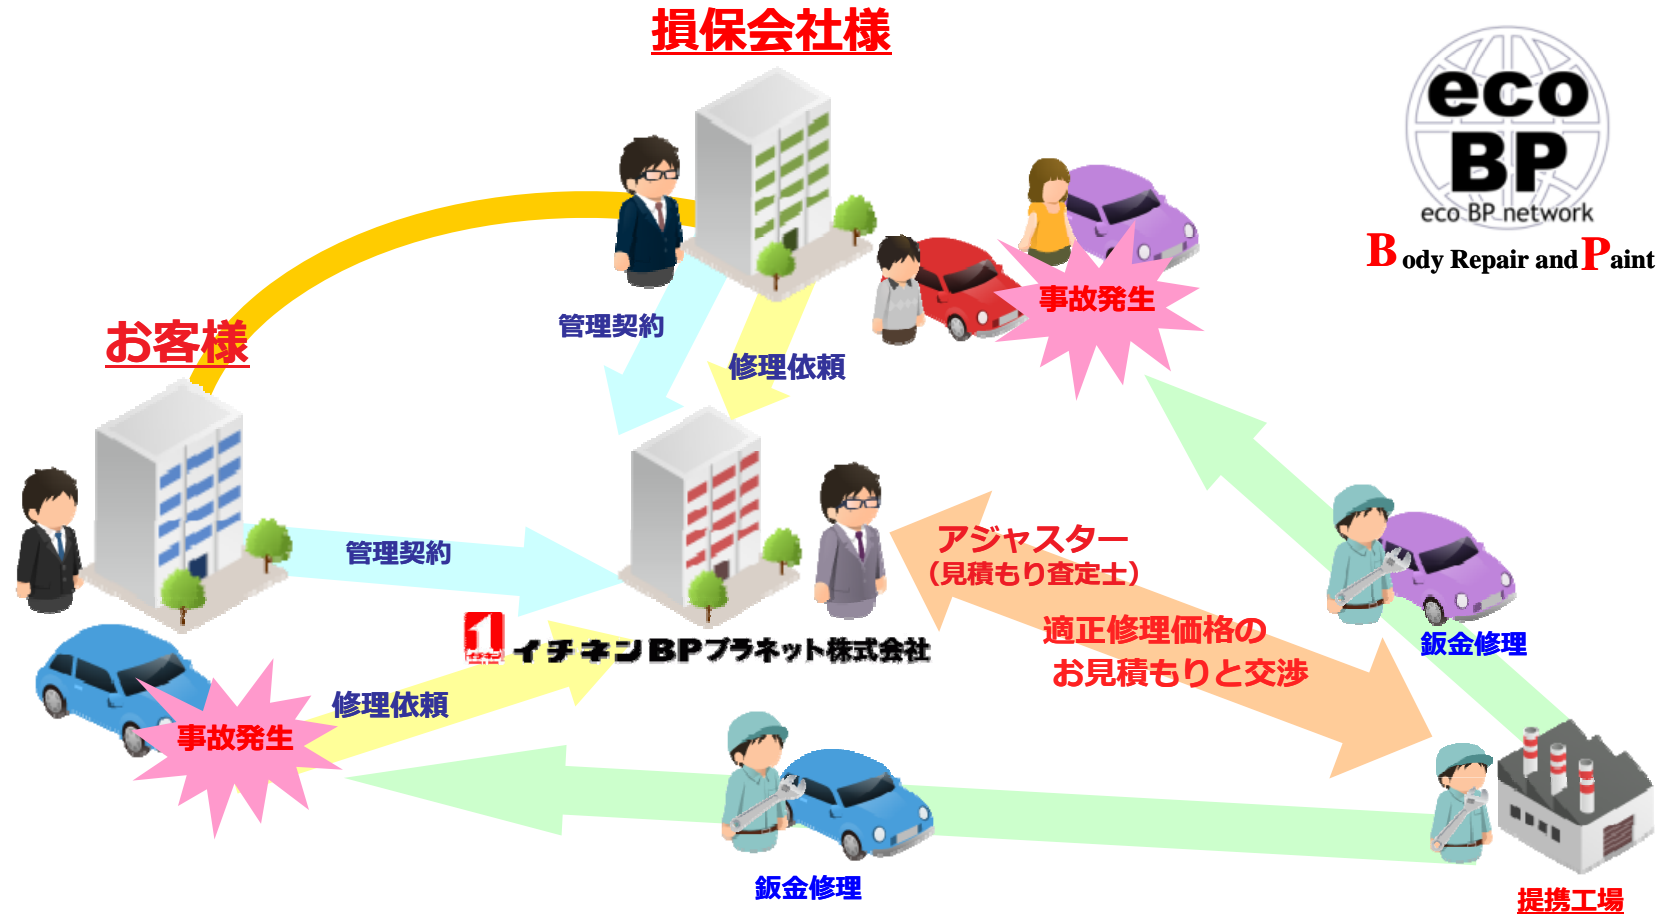 損保会社様
eco
BP
eco BP network
Body Repair and Paint
事故発生
管理契約
修理依頼
お客様
アジャスター
（見積もり査定士）
管理契約
適正修理価格の
お見積もりと交渉
鈑金修理
1
イチネン
イチネンBPプラネット株式会社
修理依頼
事故発生
鈑金修理
提携工場